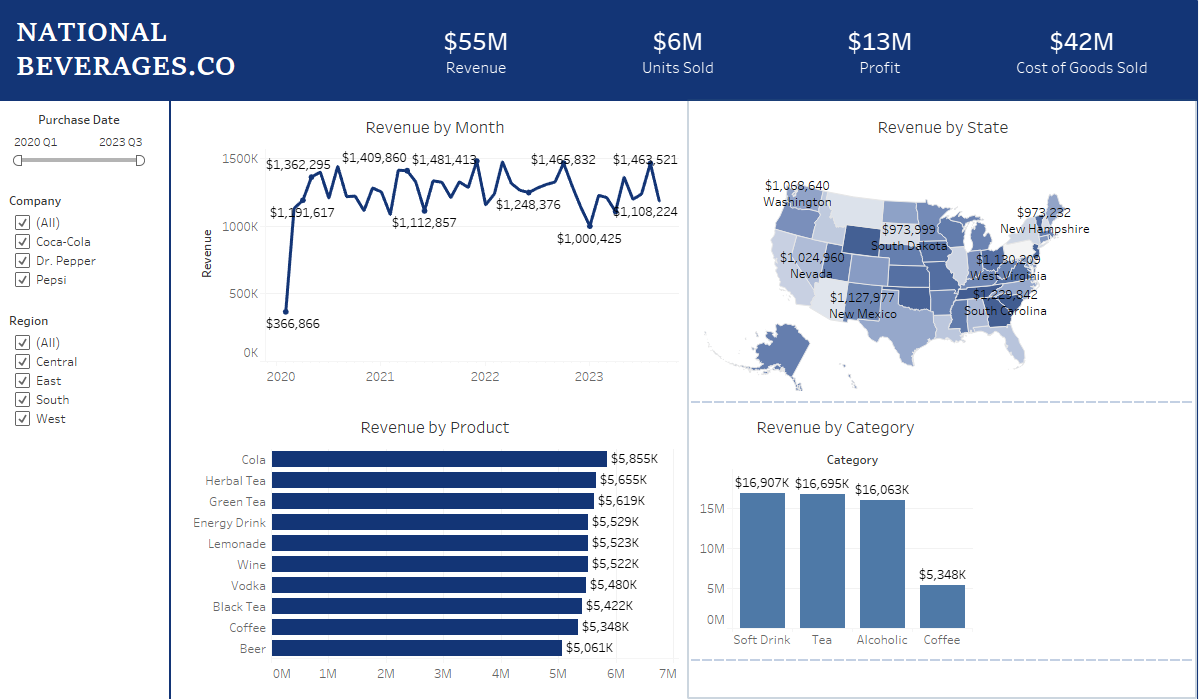 NATIONAL
BEVERAGES.CO
$55M
Revenue
$6M
Units Sold
$13M
Profit
$42M
Cost of Goods Sold
Purchase Date
2020 Q1
2023 Q3
Company
(All)
Coca-Cola
Dr. Pepper
Pepsi
Region
(All)
Central
East
South
West
Revenue by Month
Revenue
1500K
1000K
500K
0K
$1,362,295
$1,409,860
$1,481,413
$1,465,832
$1,463,521
$1,191,617
$1,112,857
$1,248,376
$1,000,425
$1,108,224
$366,866
2020
2021
2022
2023
Revenue by State
$1,068,640
Washington
$973,232
New Hampshire
$973,999
South Dakota
$1,024,960
Nevada
$1,130,209
West Virginia
$1,127,977
New Mexico
$1,229,842
South Carolina
Revenue by Product
Cola $5,855K
Herbal Tea $5,655K
Green Tea $5,619K
Energy Drink $5,529K
Lemonade $5,523K
Wine $5,522K
Vodka $5,480K
Black Tea $5,422K
Coffee $5,348K
Beer $5,061K
0M 1M 2M 3M 4M 5M 6M 7M
Revenue by Category
Category
$16,907K $16,695K $16,063K
$5,348K
15M
10M
5M
0M
Soft Drink Tea Alcoholic Coffee